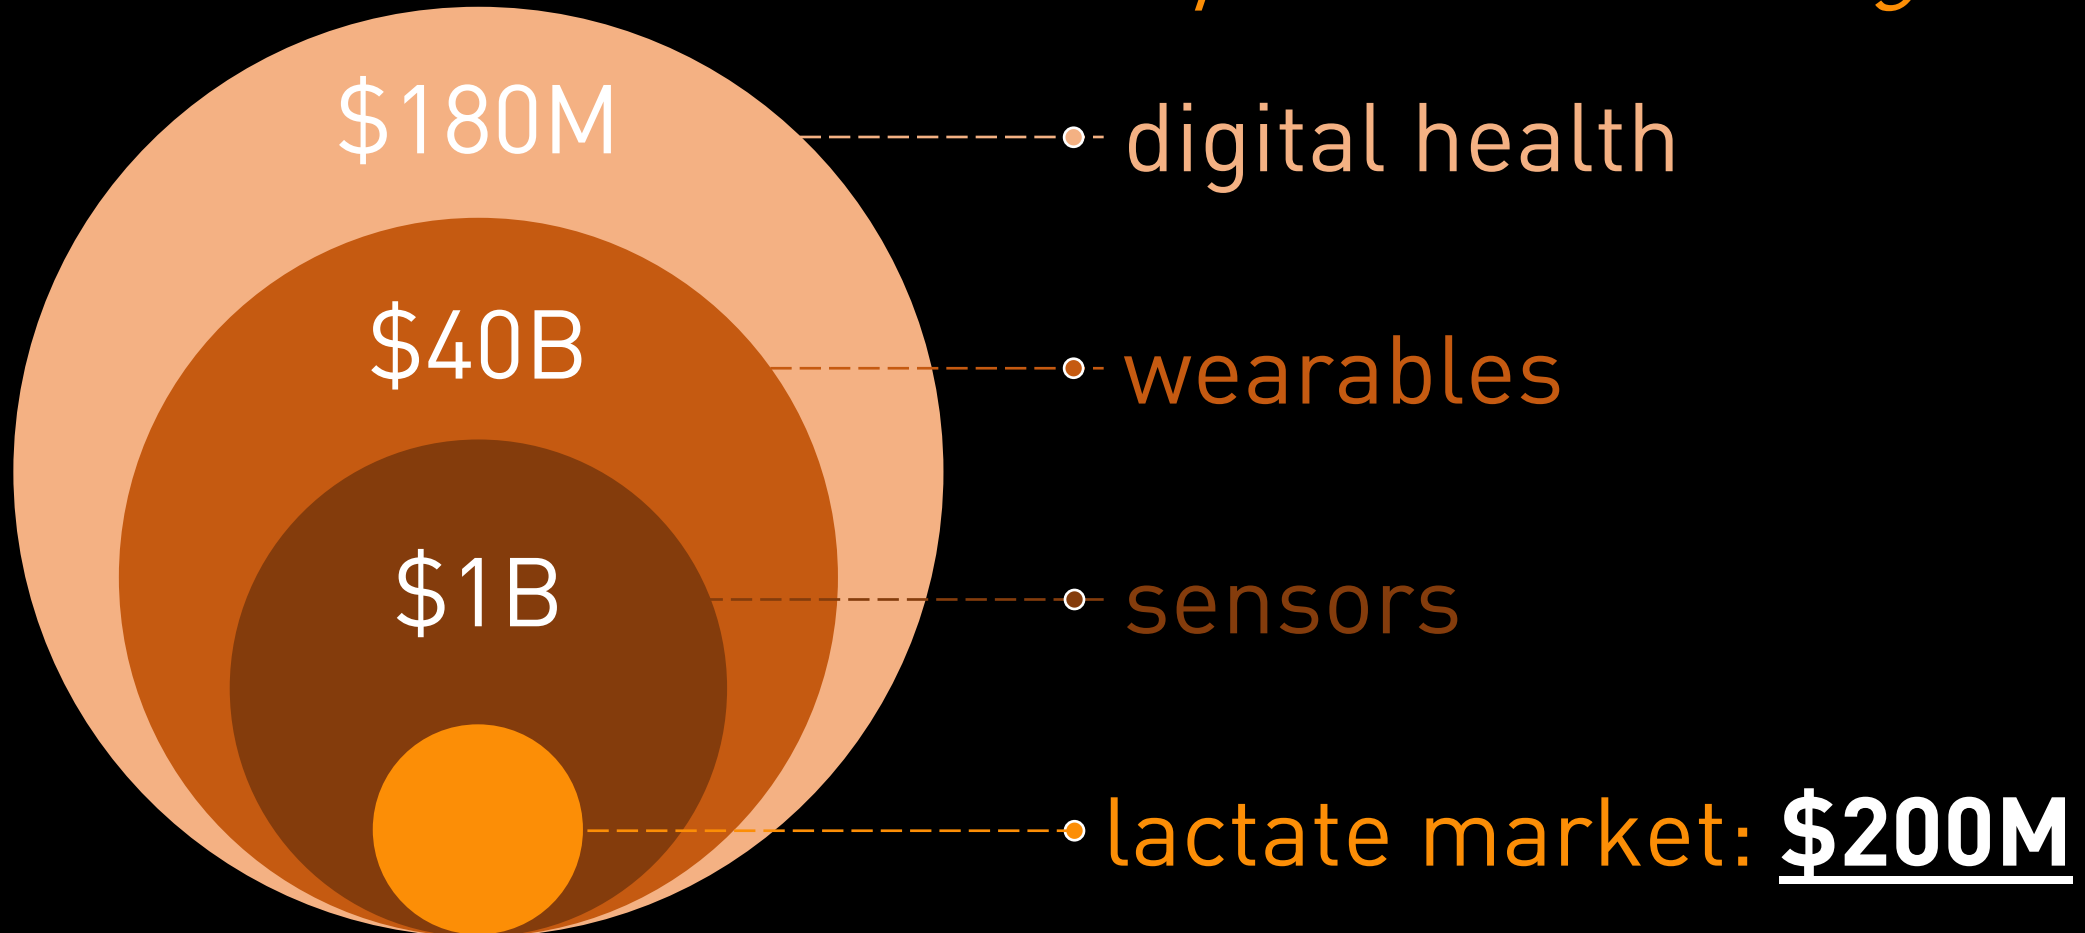 $180M
digital health
$40B
wearables
$1B
sensors
lactate market: $200M